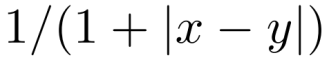 1/(1 + |x − y|)